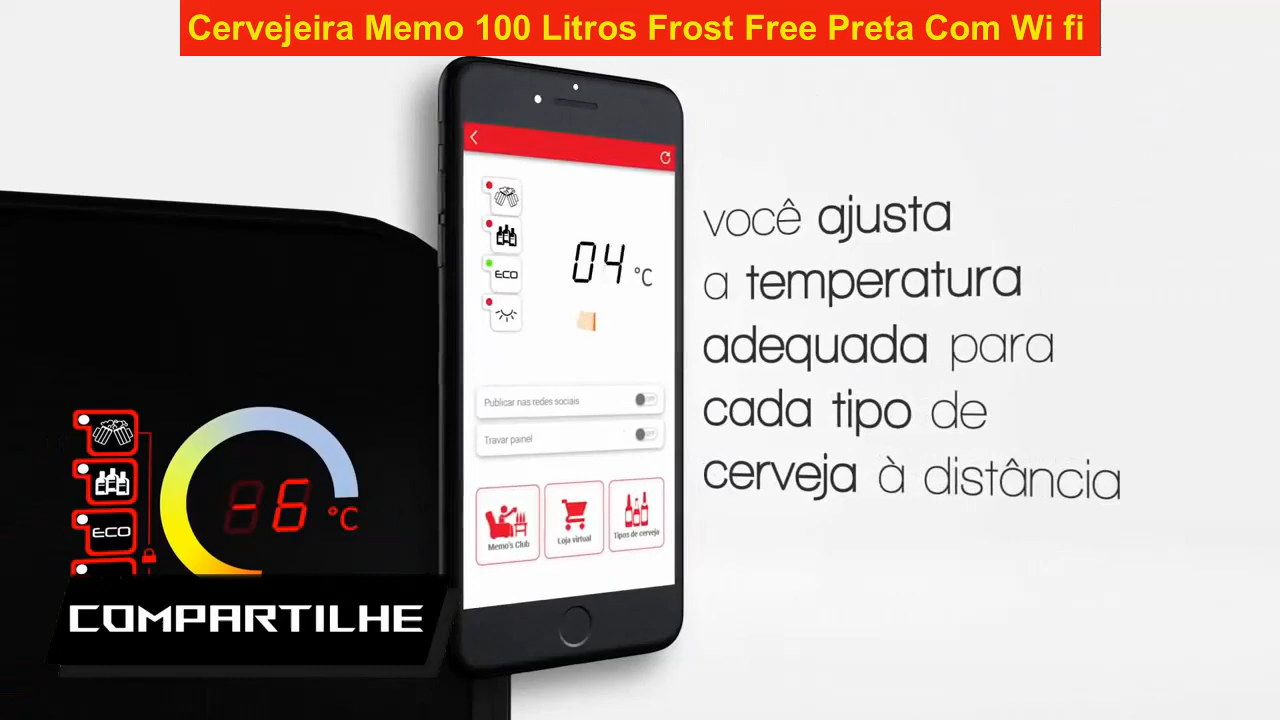 Cervejeira Memo 100 Litros Frost Free Preta Com Wi fi
ECO
04 °C
Publicar nas redes sociais
OFF
Travar painel
OFF
Memo's Club
Loja virtual
Tipos de cerveja
você ajusta
a temperatura
adequada para
cada tipo de
cerveja à distância
ECO
-6 °C
COMPARTILHE